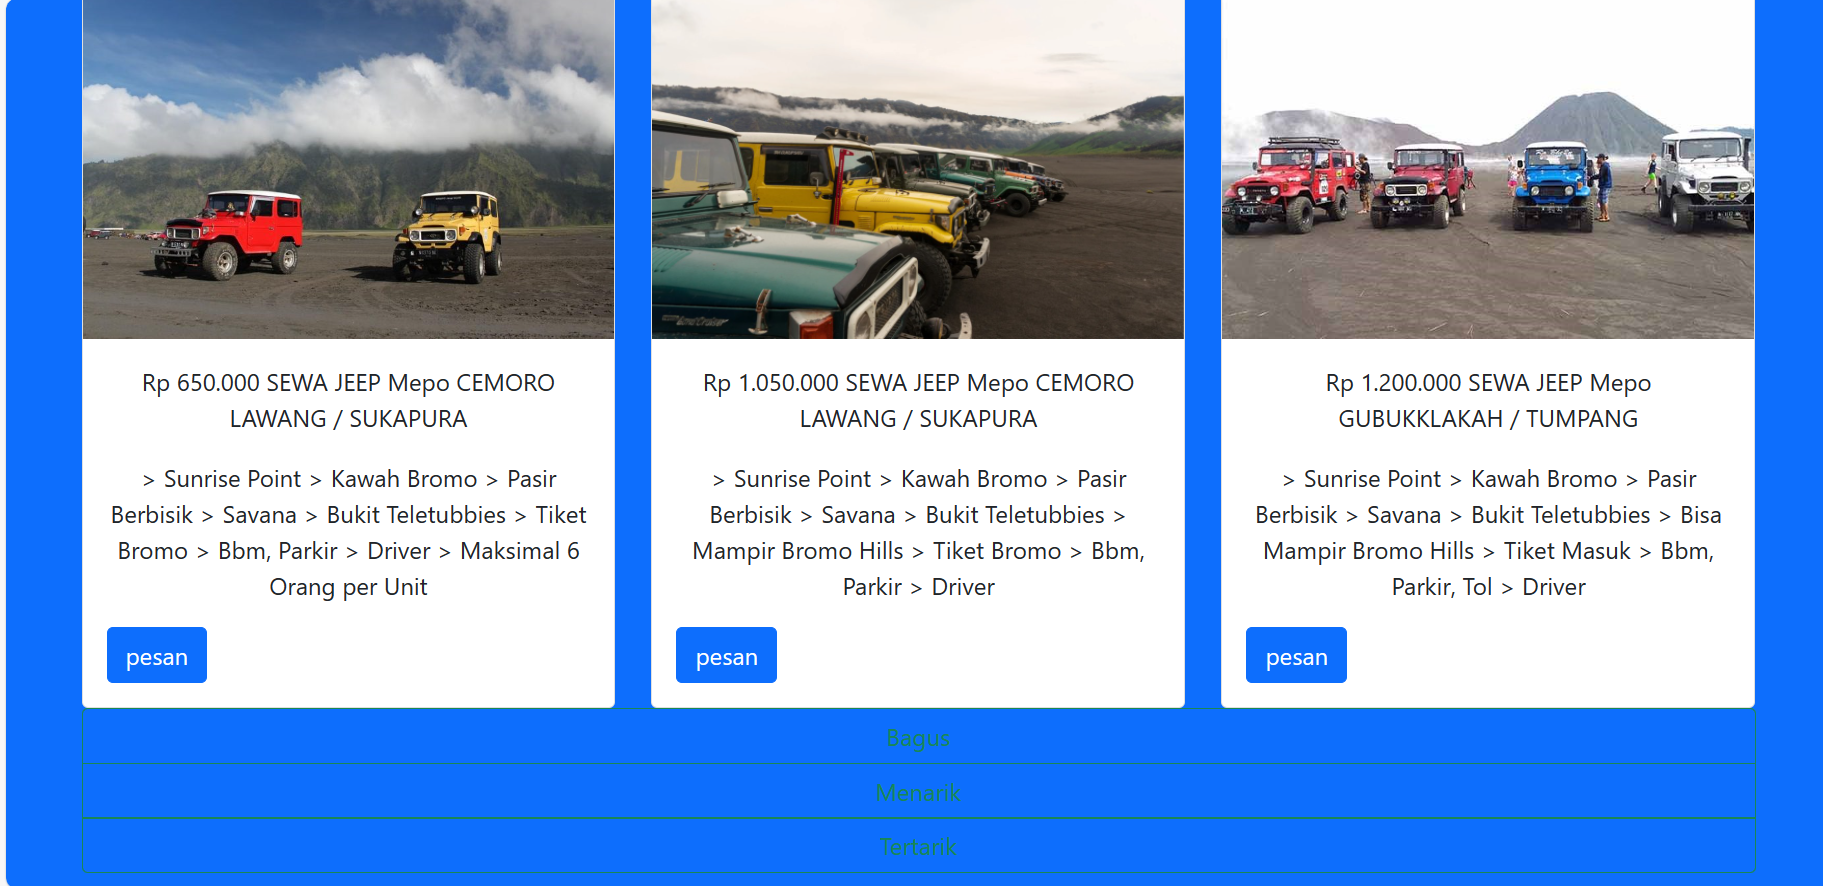 Rp 650.000 SEWA JEEP Mepo CEMORO
LAWANG / SUKAPURA
> Sunrise Point > Kawah Bromo > Pasir
Berbisik > Savana > Bukit Teletubbies > Tiket
Bromo > Bbm, Parkir > Driver > Maksimal 6
Orang per Unit
pesan
Rp 1.050.000 SEWA JEEP Mepo CEMORO
LAWANG / SUKAPURA
> Sunrise Point > Kawah Bromo > Pasir
Berbisik > Savana > Bukit Teletubbies >
Mampir Bromo Hills > Tiket Bromo > Bbm,
Parkir > Driver
pesan
Rp 1.200.000 SEWA JEEP Mepo
GUBUKKLAKAH / TUMPANG
> Sunrise Point > Kawah Bromo > Pasir
Berbisik > Savana > Bukit Teletubbies > Bisa
Mampir Bromo Hills > Tiket Masuk > Bbm,
Parkir, Tol > Driver
pesan
Bagus
Menarik
Tertarik